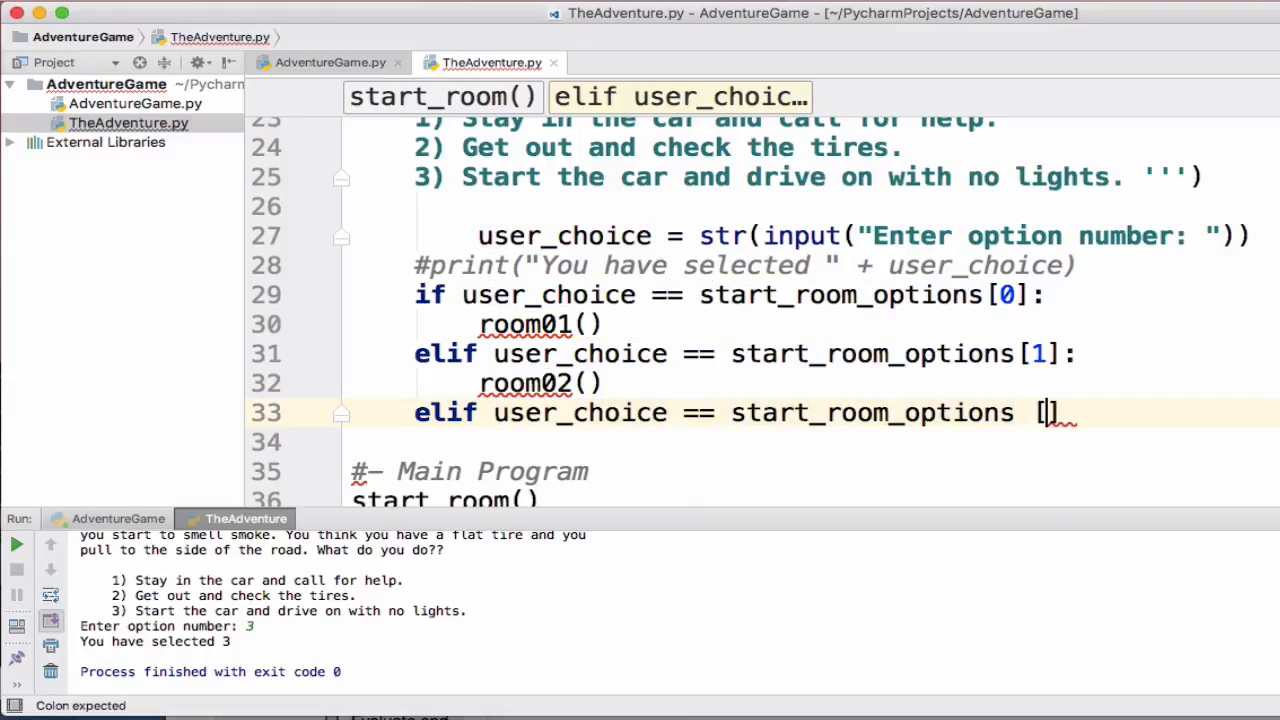 TheAdventure.py - AdventureGame - [~/PycharmProjects/AdventureGame]
AdventureGame TheAdventure.py
Project AdventureGame.py × TheAdventure.py ×
AdventureGame ~/Pycharm
AdventureGame.py
TheAdventure.py
External Libraries
start_room() elif user_choic…
23 1) Stay in the car and call for help.
24 2) Get out and check the tires.
25 3) Start the car and drive on with no lights. ''')
26
27 user_choice = str(input("Enter option number: "))
28 #print("You have selected " + user_choice)
29 if user_choice == start_room_options[0]:
30 room01()
31 elif user_choice == start_room_options[1]:
32 room02()
33 elif user_choice == start_room_options []
34
35 #- Main Program
36 start_room()
Run: AdventureGame TheAdventure
you start to smell smoke. You think you have a flat tire and you
pull to the side of the road. What do you do??
1) Stay in the car and call for help.
2) Get out and check the tires.
3) Start the car and drive on with no lights.
Enter option number: 3
You have selected 3
Process finished with exit code 0
Colon expected
Evaluate and